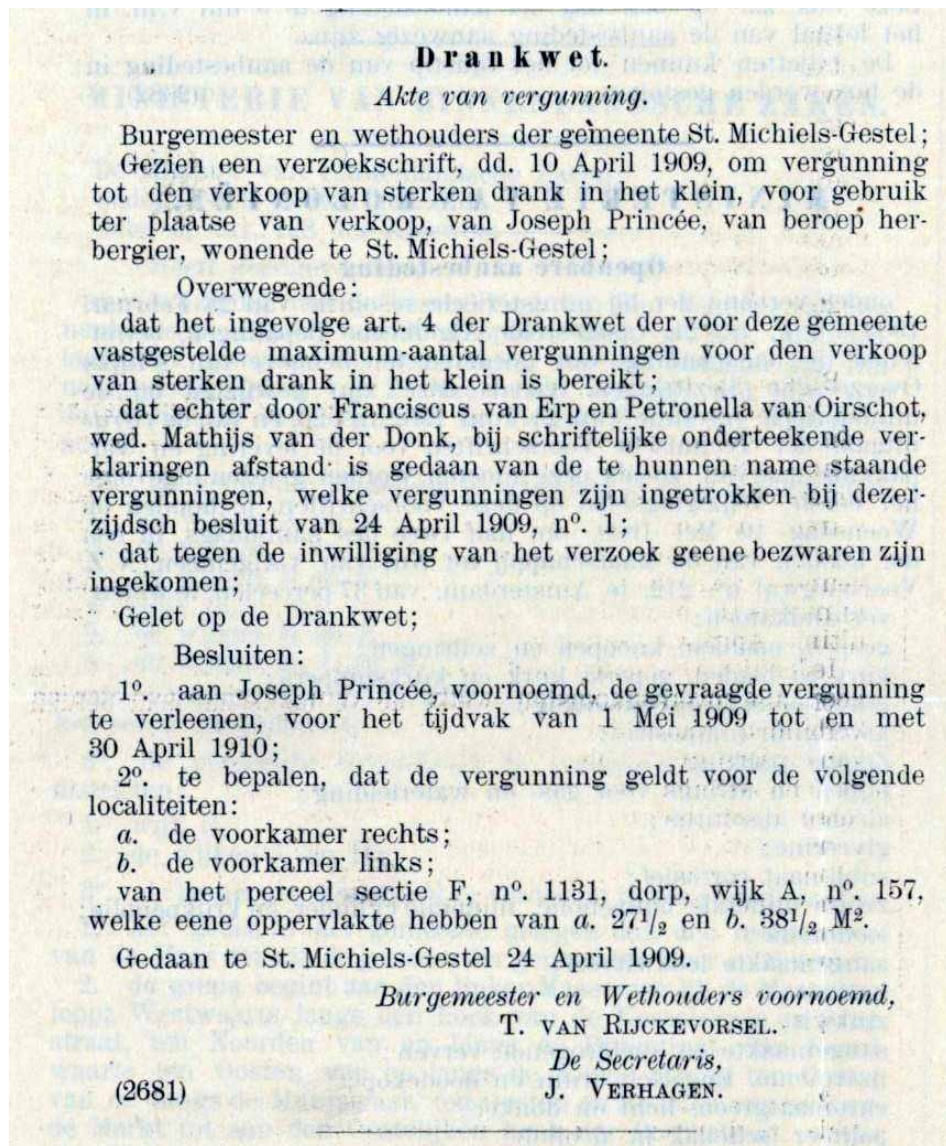 Drankwet.
Akte van vergunning.
Burgemeester en wethouders der gemeente St. Michiels-Gestel;
Gezien een verzoekschrift, dd. 10 April 1909, om vergunning
tot den verkoop van sterken drank in het klein, voor gebruik
ter plaatse van verkoop, van Joseph Princée, van beroep her-
bergier, wonende te St. Michiels-Gestel;
Overwegende:
dat het ingevolge art. 4 der Drankwet der voor deze gemeente
vastgestelde maximum-aantal vergunningen voor den verkoop
van sterken drank in het klein is bereikt;
dat echter door Franciscus van Erp en Petronella van Oirschot,
wed. Mathijs van der Donk, bij schriftelijke onderteekende ver-
klaringen afstand is gedaan van de te hunnen name staande
vergunningen, welke vergunningen zijn ingetrokken bij dezer-
zijdsch besluit van 24 April 1909, nº. 1;
dat tegen de inwilliging van het verzoek geene bezwaren zijn
ingekomen;
Gelet op de Drankwet;
Besluiten:
1º. aan Joseph Princée, voornoemd, de gevraagde vergunning
te verleenen, voor het tijdvak van 1 Mei 1909 tot en met
30 April 1910;
2º. te bepalen, dat de vergunning geldt voor de volgende
localiteiten:
a. de voorkamer rechts;
b. de voorkamer links;
van het perceel sectie F, nº. 1131, dorp, wijk A, nº. 157,
welke eene oppervlakte hebben van a. 27¹/₂ en b. 38¹/₂ M².
Gedaan te St. Michiels-Gestel 24 April 1909.
Burgemeester en Wethouders voornoemd,
T. van Rijckevorsel.
De Secretaris,
(2681) J. Verhagen.